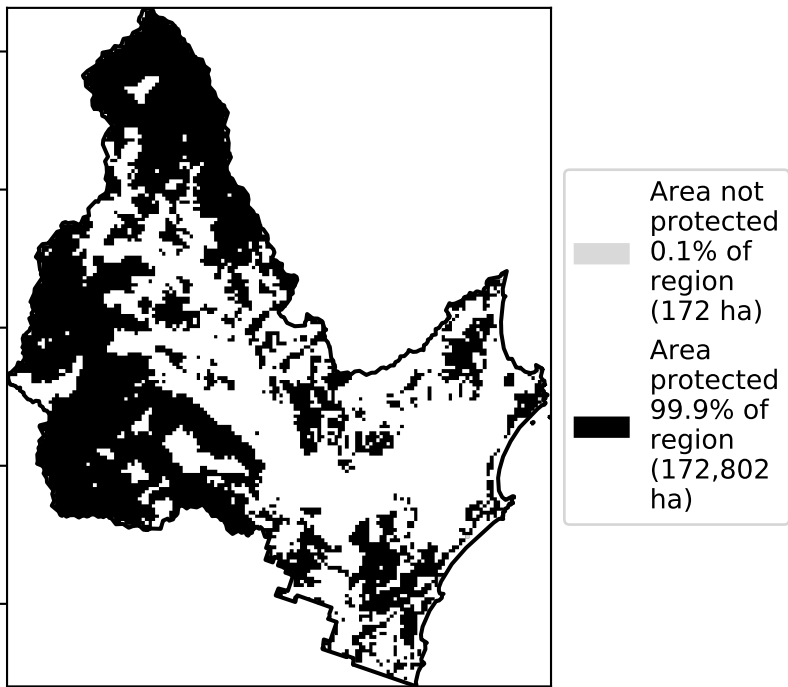 Area not
protected
0.1% of
region
(172 ha)
Area
protected
99.9% of
region
(172,802
ha)